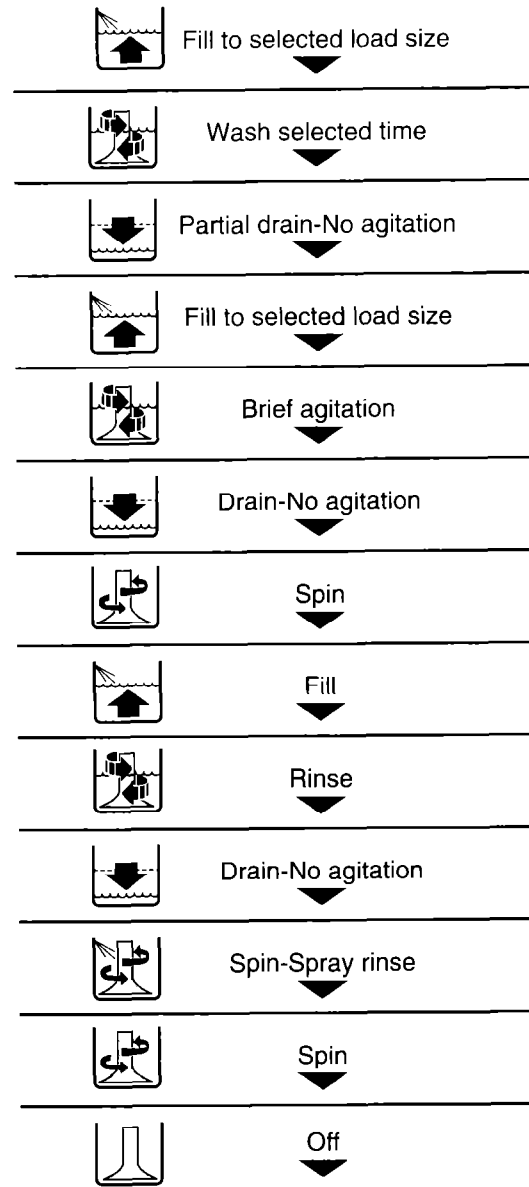 Fill to selected load size
Wash selected time
Partial drain-No agitation
Fill to selected load size
Brief agitation
Drain-No agitation
Spin
Fill
Rinse
Drain-No agitation
Spin-Spray rinse
Spin
Off